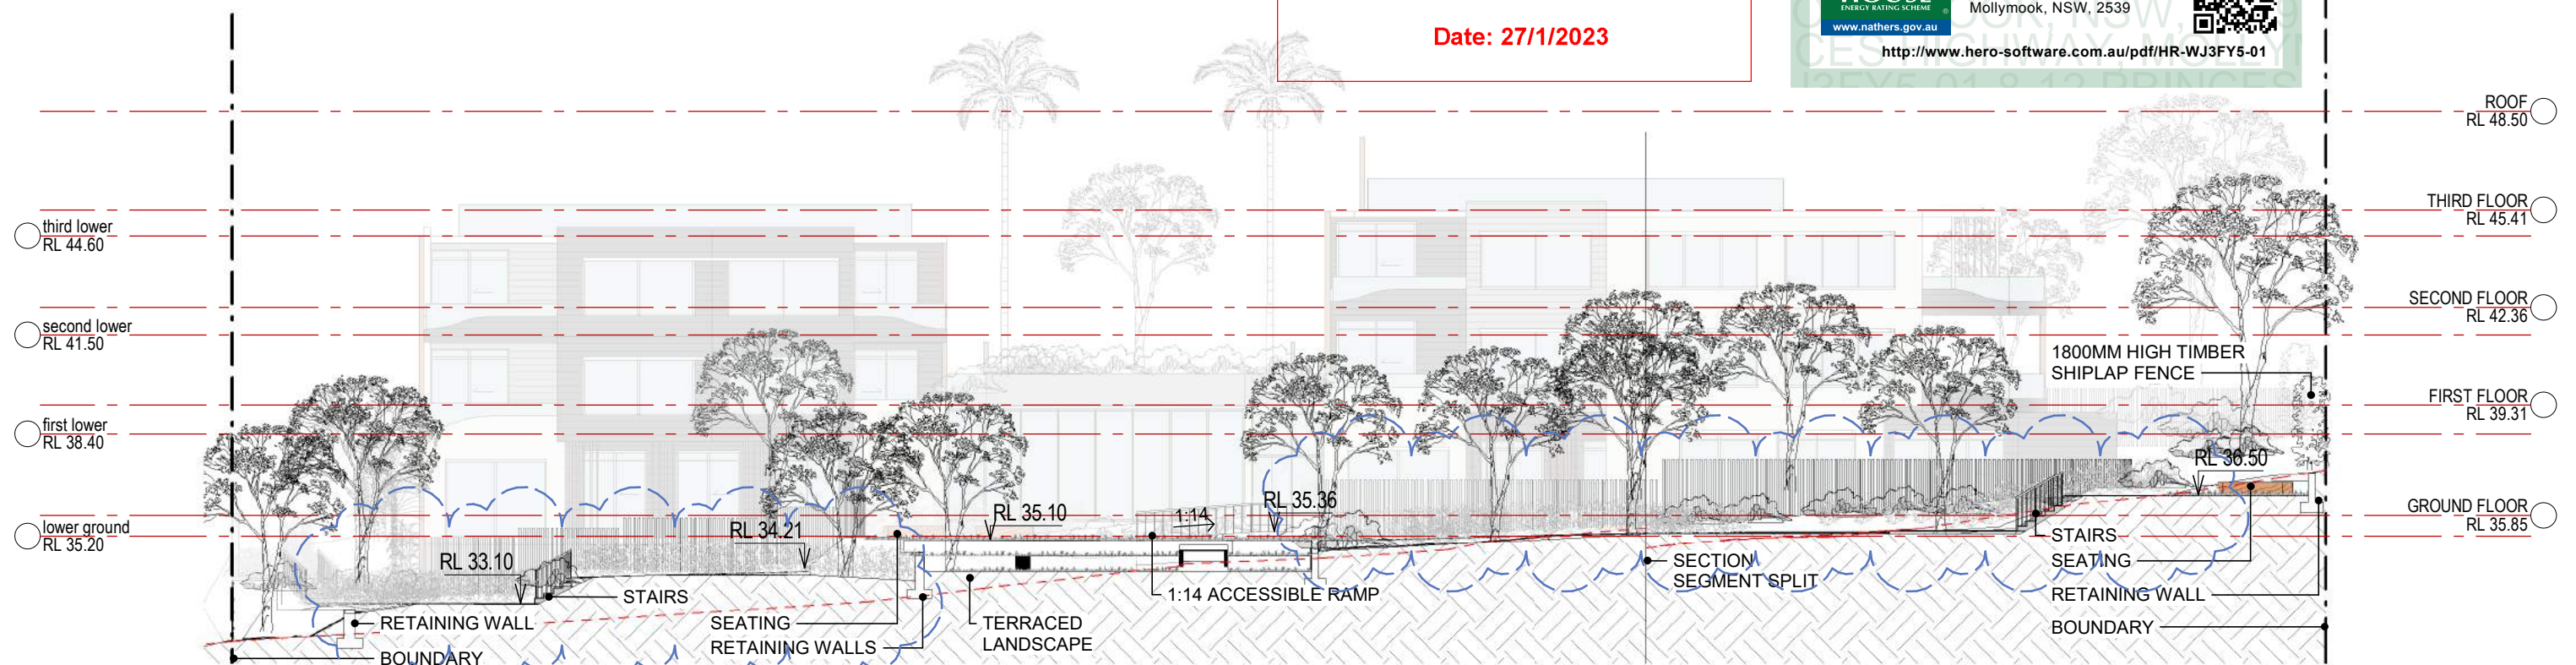 HOUSE
ENERGY RATING SCHEME
®
www.nathers.gov.au
Mollymook, NSW, 2539
http://www.hero-software.com.au/pdf/HR-WJ3FY5-01
Date: 27/1/2023
ROOF
RL 48.50
THIRD FLOOR
RL 45.41
third lower
RL 44.60
SECOND FLOOR
RL 42.36
second lower
RL 41.50
1800MM HIGH TIMBER
SHIPLAP FENCE
FIRST FLOOR
RL 39.31
first lower
RL 38.40
RL 36.50
RL 35.36
RL 35.10
1:14
GROUND FLOOR
RL 35.85
lower ground
RL 35.20
RL 34.21
RL 33.10
STAIRS
SECTION
SEGMENT SPLIT
SEATING
STAIRS
1:14 ACCESSIBLE RAMP
RETAINING WALL
RETAINING WALL
SEATING
TERRACED
LANDSCAPE
BOUNDARY
RETAINING WALLS
BOUNDARY